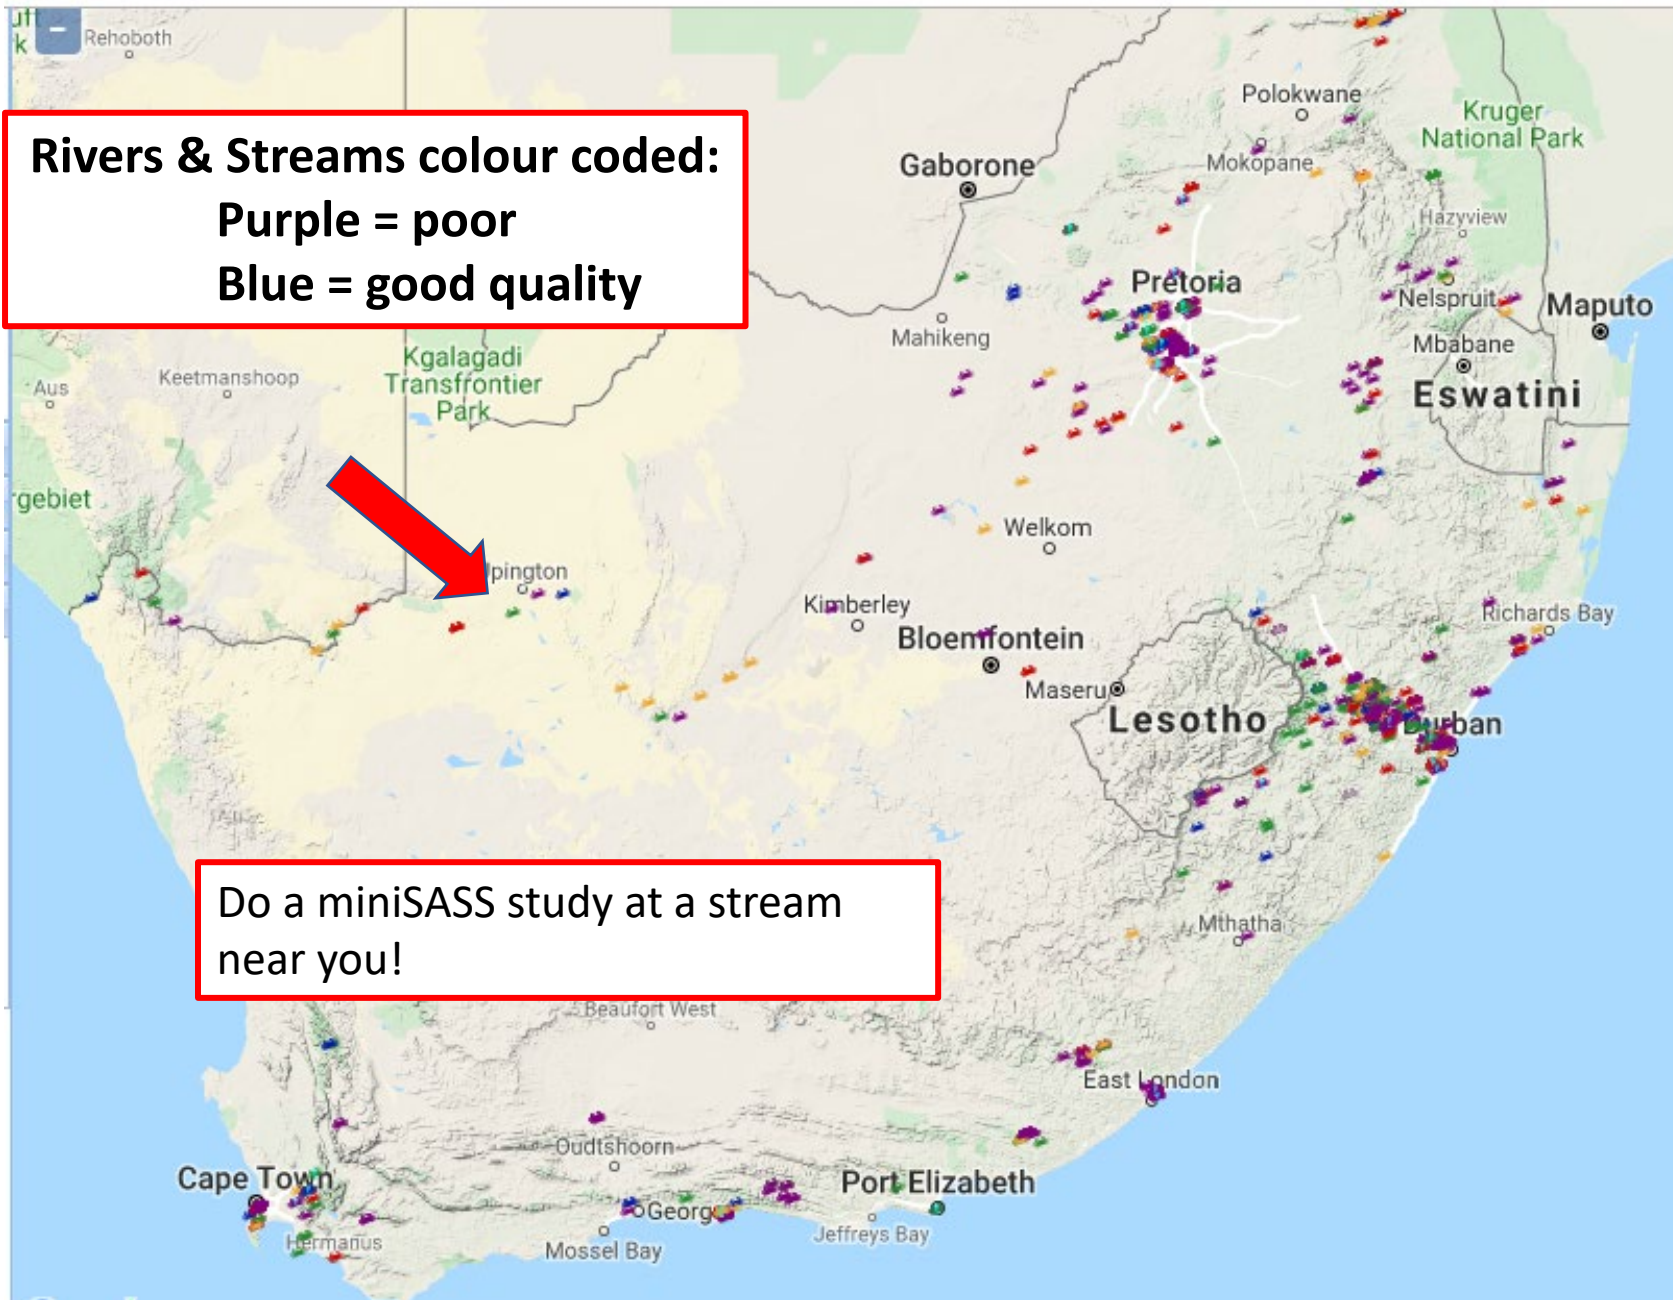 Rehoboth
Polokwane
Kruger
National Park
Rivers & Streams colour coded:
Purple = poor
Blue = good quality
Gaborone
Mokopane
Hazyview
Pretoria
Nelspruit
Maputo
Mahikeng
Mbabane
Kgalagadi
Transfrontier
Park
Aus
Keetmanshoop
Eswatini
rgebiet
Welkom
pington
Kimberley
Richards Bay
Bloemfontein
Maseru
Lesotho
Durban
Do a miniSASS study at a stream
near you!
Mthatha
Beaufort West
East London
Oudtshoorn
Cape Town
Port Elizabeth
George
Jeffreys Bay
Hermanus
Mossel Bay